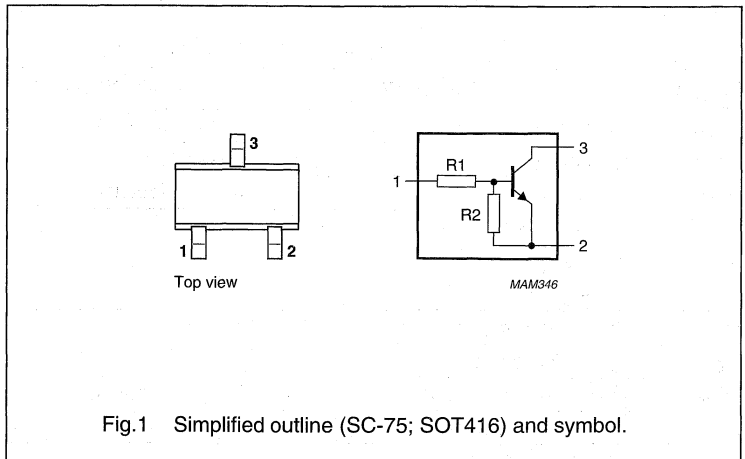 3
1
2
Top view
R1
R2
1
3
2
MAM346
Fig.1 Simplified outline (SC-75; SOT416) and symbol.